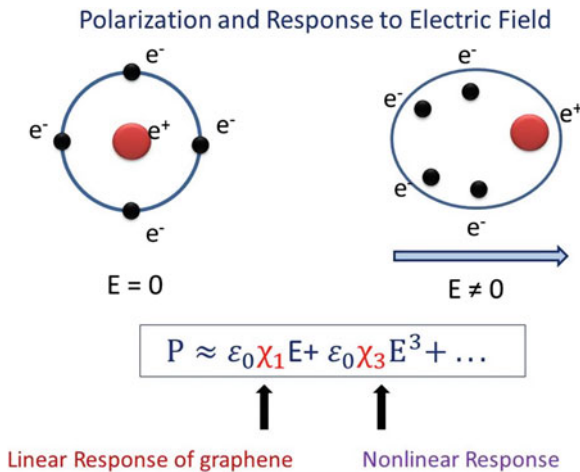 Polarization and Response to Electric Field
e⁻
e⁻
e⁺
e⁻
e⁻
E = 0
e⁻
e⁻
e⁺
e⁻
e⁻
E ≠ 0
P ≈ ε₀χ₁E+ ε₀χ₃E³+ …
Linear Response of graphene
Nonlinear Response